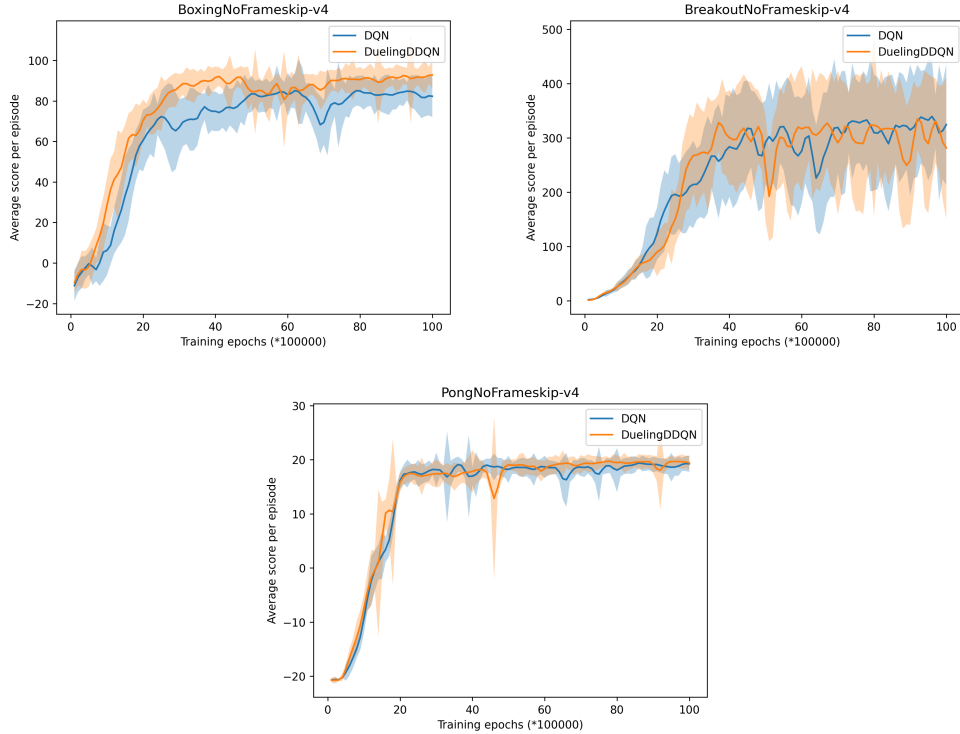 BoxingNoFrameskip-v4
DQN
DuelingDDQN
100
80
60
40
20
0
−20
Average score per episode
0 20 40 60 80 100
Training epochs (*100000)
BreakoutNoFrameskip-v4
DQN
DuelingDDQN
500
400
300
200
100
0
Average score per episode
0 20 40 60 80 100
Training epochs (*100000)
PongNoFrameskip-v4
DQN
DuelingDDQN
30
20
10
0
−10
−20
Average score per episode
0 20 40 60 80 100
Training epochs (*100000)